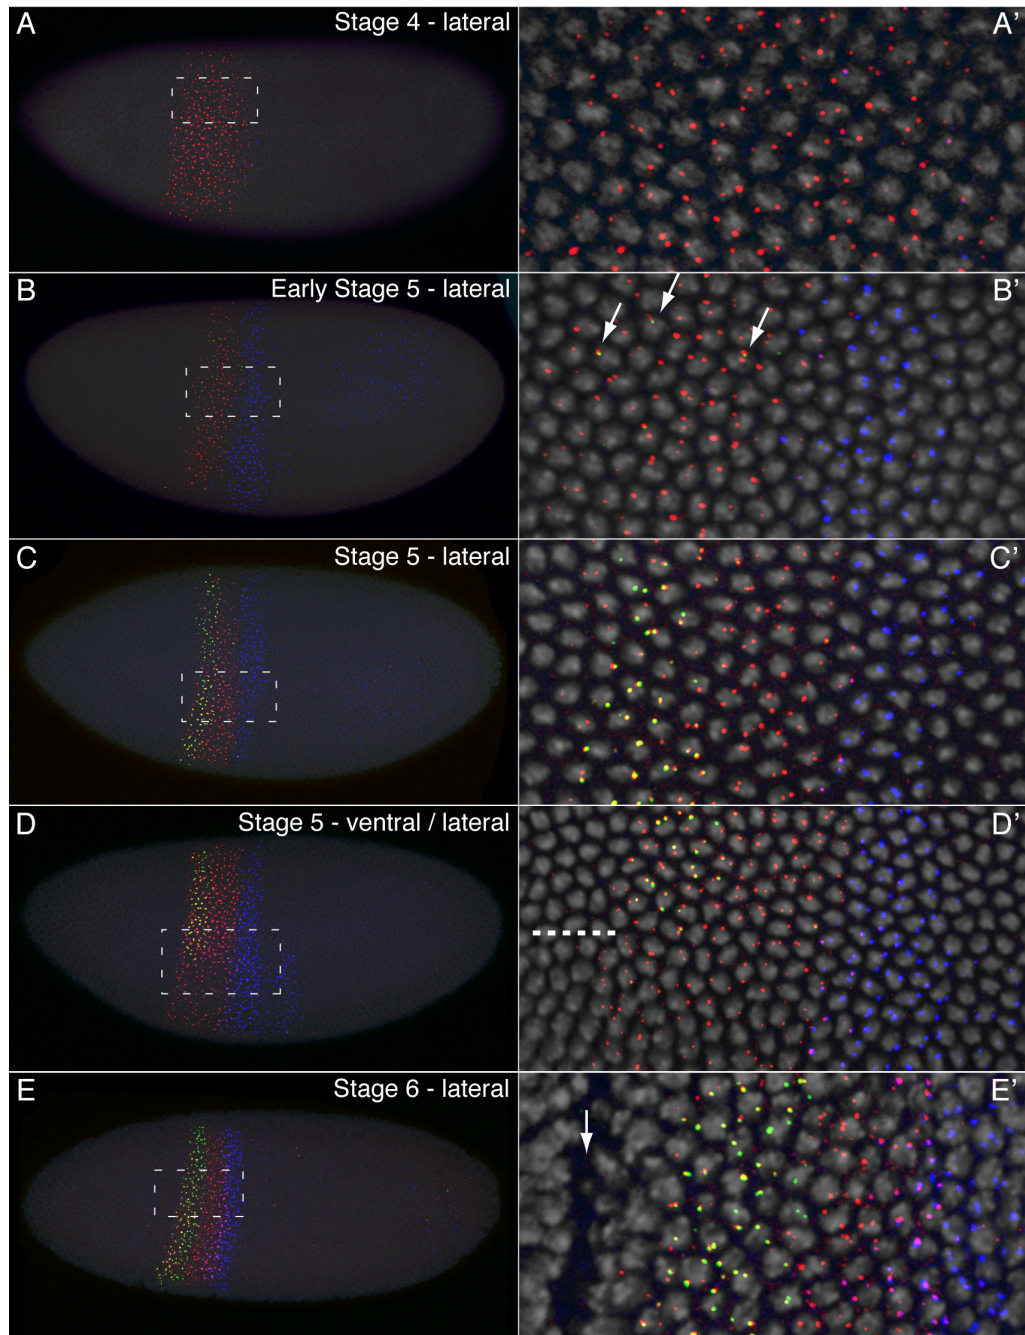 A Stage 4 - lateral A’
B Early Stage 5 - lateral B’
C Stage 5 - lateral C’
D Stage 5 - ventral / lateral D’
E Stage 6 - lateral E’